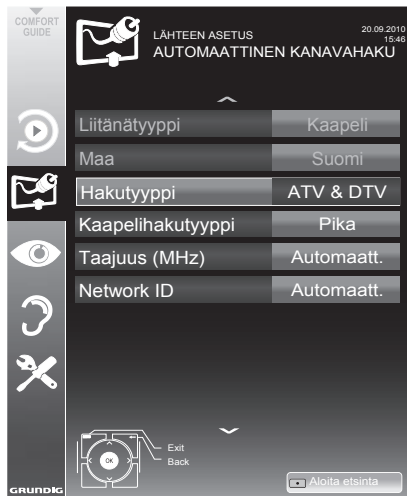 COMFORT
GUIDE
LÄHTEEN ASETUS
20.09.2010
15:46
AUTOMAATTINEN KANAVAHAKU
Liitänätyyppi Kaapeli
Maa Suomi
Hakutyyppi ATV & DTV
Kaapelihakutyyppi Pika
Taajuus (MHz) Automaatt.
Network ID Automaatt.
OK
Exit
Back
Aloita etsinta
GRUNDIG